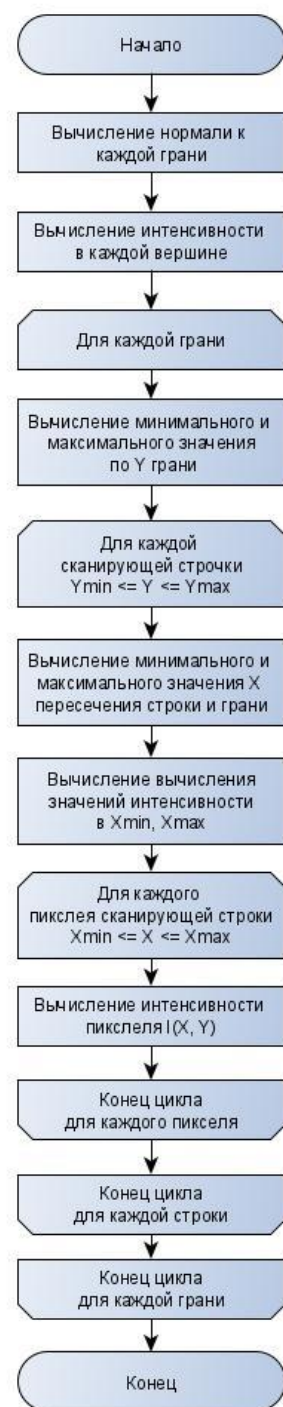 Начало
Вычисление нормали к
каждой грани
Вычисление интенсивности
в каждой вершине
Для каждой грани
Вычисление минимального и
максимального значения
по Y грани
Для каждой
сканирующей строчки
Ymin <= Y <= Ymax
Вычисление минимального и
максимального значения X
пересечения строки и грани
Вычисление вычисления
значений интенсивности
в Xmin, Xmax
Для каждого
пикслея сканирующей строки
Xmin <= X <= Xmax
Вычисление интенсивности
пикслеля I(X, Y)
Конец цикла
для каждого пикселя
Конец цикла
для каждой строки
Конец цикла
для каждой грани
Конец